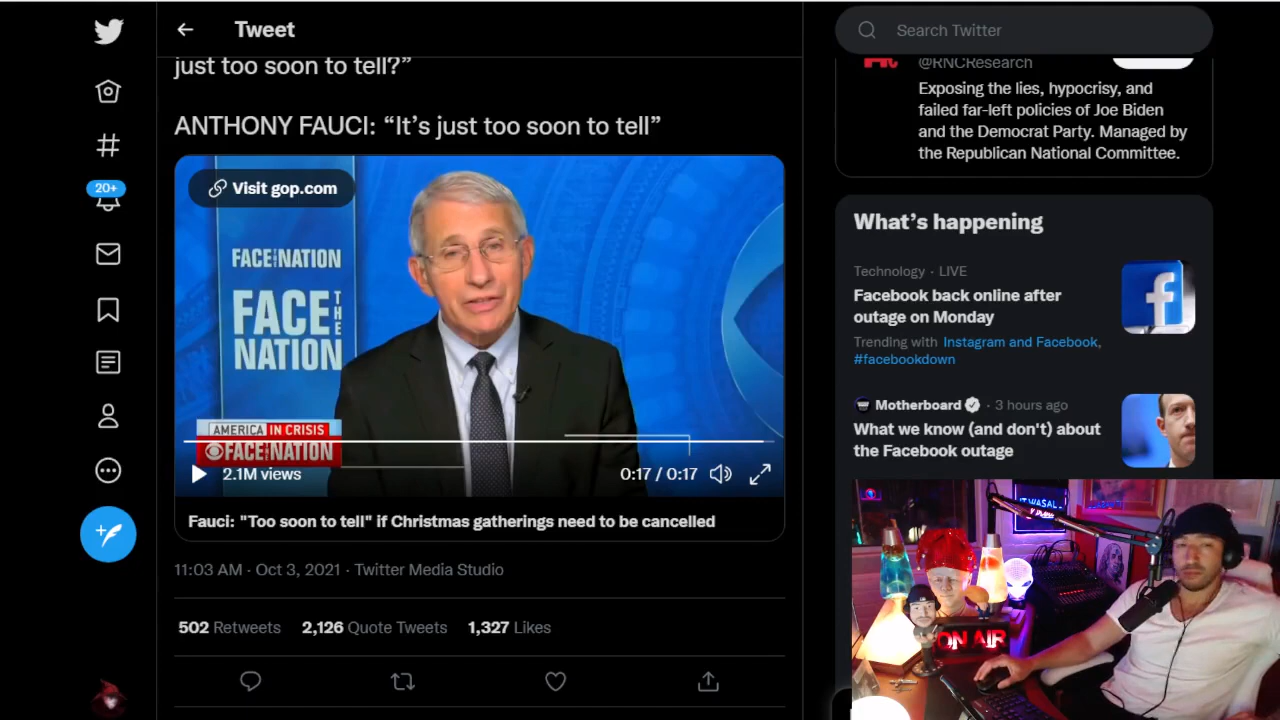 Tweet
just too soon to tell?”
ANTHONY FAUCI: “It’s just too soon to tell”
Visit gop.com
FACE THE NATION
FACE THE
NATION
AMERICA IN CRISIS
FACE THE NATION
2.1M views
0:17 / 0:17
Fauci: "Too soon to tell" if Christmas gatherings need to be cancelled
11:03 AM · Oct 3, 2021 · Twitter Media Studio
502 Retweets 2,126 Quote Tweets 1,327 Likes
20+
Search Twitter
@RNCResearch
Exposing the lies, hypocrisy, and
failed far-left policies of Joe Biden
and the Democrat Party. Managed by
the Republican National Committee.
What’s happening
Technology · LIVE
Facebook back online after
outage on Monday
Trending with Instagram and Facebook,
#facebookdown
Motherboard · 3 hours ago
What we know (and don't) about
the Facebook outage
IT WAS AL
ON AIR